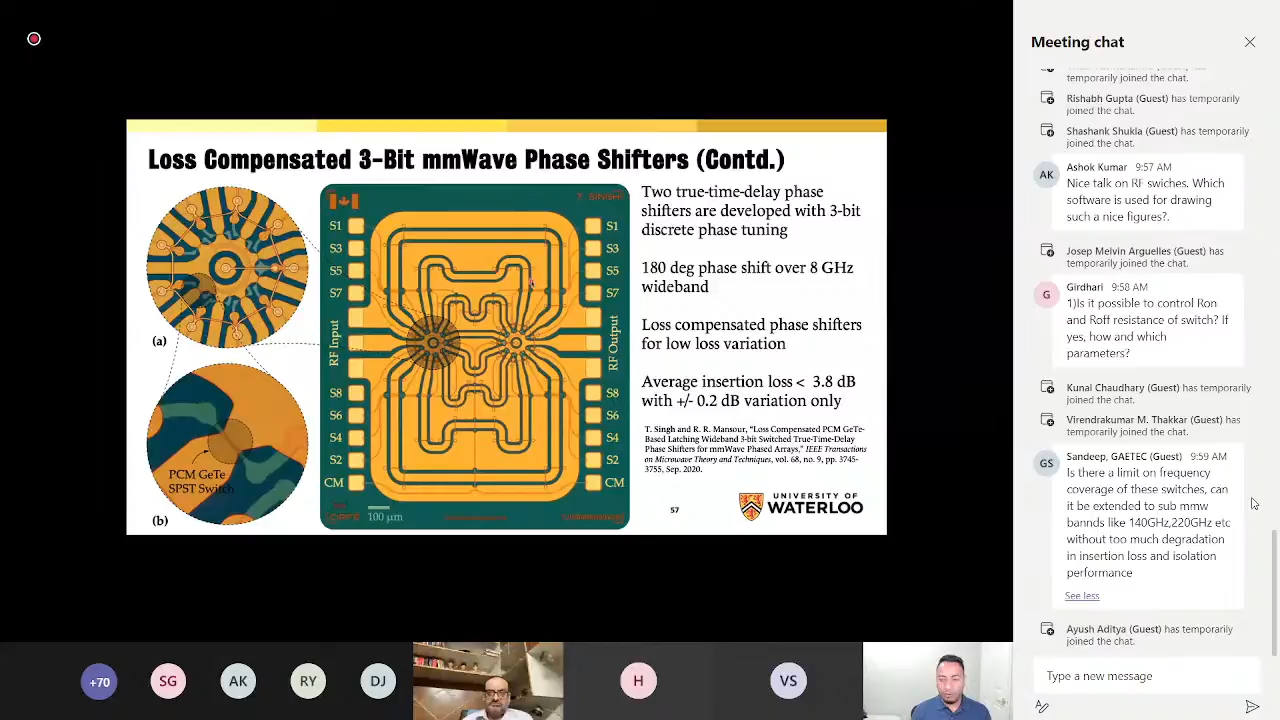 Loss Compensated 3-Bit mmWave Phase Shifters (Contd.)
(a)
PCM GeTe
SPST Switch
(b)
T. SINGH
S1
S3
S5
S7
RF Input
S8
S6
S4
S2
CM
100 μm
S1
S3
S5
S7
RF Output
S8
S6
S4
S2
CM
Two true-time-delay phase
shifters are developed with 3-bit
discrete phase tuning
180 deg phase shift over 8 GHz
wideband
Loss compensated phase shifters
for low loss variation
Average insertion loss < 3.8 dB
with +/- 0.2 dB variation only
T. Singh and R. R. Mansour, "Loss Compensated PCM GeTe-
Based Latching Wideband 3-bit Switched True-Time-Delay
Phase Shifters for mmWave Phased Arrays," IEEE Transactions
on Microwave Theory and Techniques, vol. 68, no. 9, pp. 3745-
3755, Sep. 2020.
57
UNIVERSITY OF
WATERLOO
Meeting chat
temporarily joined the chat.
Rishabh Gupta (Guest) has temporarily
joined the chat.
Shashank Shukla (Guest) has temporarily
joined the chat.
AK
Ashok Kumar 9:57 AM
Nice talk on RF swiches. Which
software is used for drawing
such a nice figures?.
Josep Melvin Arguelles (Guest) has
temporarily joined the chat.
G
Girdhari 9:58 AM
1)Is it possible to control Ron
and Roff resistance of switch? If
yes, how and which
parameters?
Kunal Chaudhary (Guest) has temporarily
joined the chat.
Virendrakumar M. Thakkar (Guest) has
temporarily joined the chat.
GS
Sandeep, GAETEC (Guest) 9:59 AM
Is there a limit on frequency
coverage of these switches, can
it be extended to sub mmw
bands like 140GHz,220GHz etc
without too much degradation
in insertion loss and isolation
performance
See less
Ayush Aditya (Guest) has temporarily
joined the chat.
Type a new message
+70
SG
AK
RY
DJ
H
VS